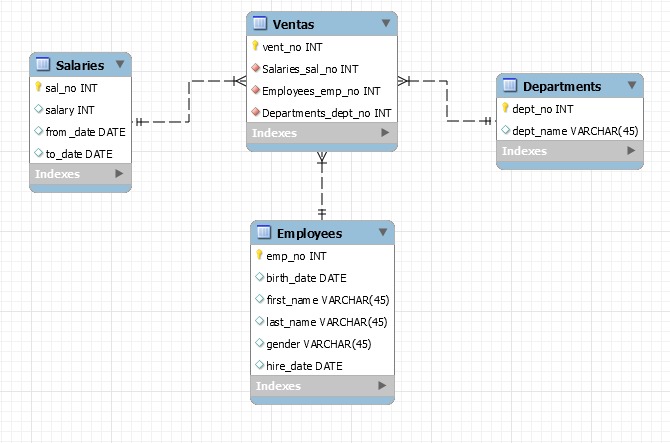 Ventas
vent_no INT
Salaries_sal_no INT
Employees_emp_no INT
Departments_dept_no INT
Indexes
Salaries
sal_no INT
salary INT
from_date DATE
to_date DATE
Indexes
Departments
dept_no INT
dept_name VARCHAR(45)
Indexes
Employees
emp_no INT
birth_date DATE
first_name VARCHAR(45)
last_name VARCHAR(45)
gender VARCHAR(45)
hire_date DATE
Indexes